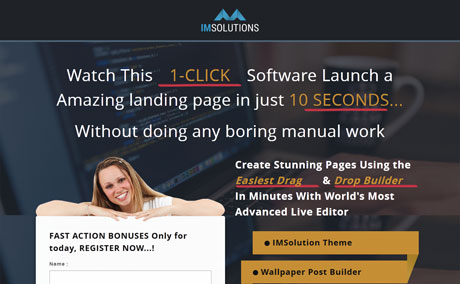 IMSOLUTIONS
Watch This 1-CLICK Software Launch a
Amazing landing page in just 10 SECONDS...
Without doing any boring manual work
Create Stunning Pages Using the
Easiest Drag & Drop Builder
In Minutes With World's Most
Advanced Live Editor
FAST ACTION BONUSES Only for
today, REGISTER NOW...!
Name :
IMSolution Theme
Wallpaper Post Builder